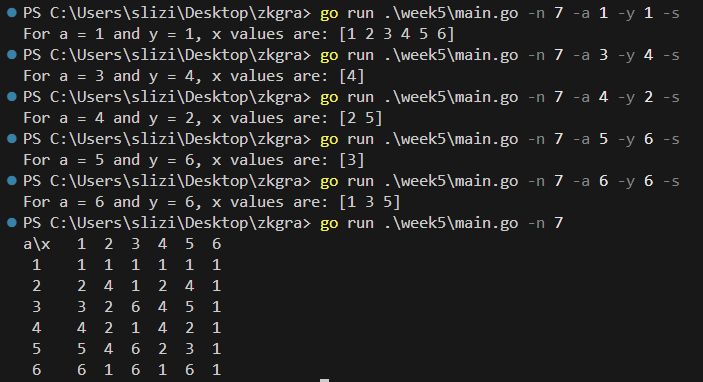 PS C:\Users\slizi\Desktop\zkgra> go run .\week5\main.go -n 7 -a 1 -y 1 -s
For a = 1 and y = 1, x values are: [1 2 3 4 5 6]
PS C:\Users\slizi\Desktop\zkgra> go run .\week5\main.go -n 7 -a 3 -y 4 -s
For a = 3 and y = 4, x values are: [4]
PS C:\Users\slizi\Desktop\zkgra> go run .\week5\main.go -n 7 -a 4 -y 2 -s
For a = 4 and y = 2, x values are: [2 5]
PS C:\Users\slizi\Desktop\zkgra> go run .\week5\main.go -n 7 -a 5 -y 6 -s
For a = 5 and y = 6, x values are: [3]
PS C:\Users\slizi\Desktop\zkgra> go run .\week5\main.go -n 7 -a 6 -y 6 -s
For a = 6 and y = 6, x values are: [1 3 5]
PS C:\Users\slizi\Desktop\zkgra> go run .\week5\main.go -n 7
a\x 1 2 3 4 5 6
1 1 1 1 1 1 1
2 2 4 1 2 4 1
3 3 2 6 4 5 1
4 4 2 1 4 2 1
5 5 4 6 2 3 1
6 6 1 6 1 6 1